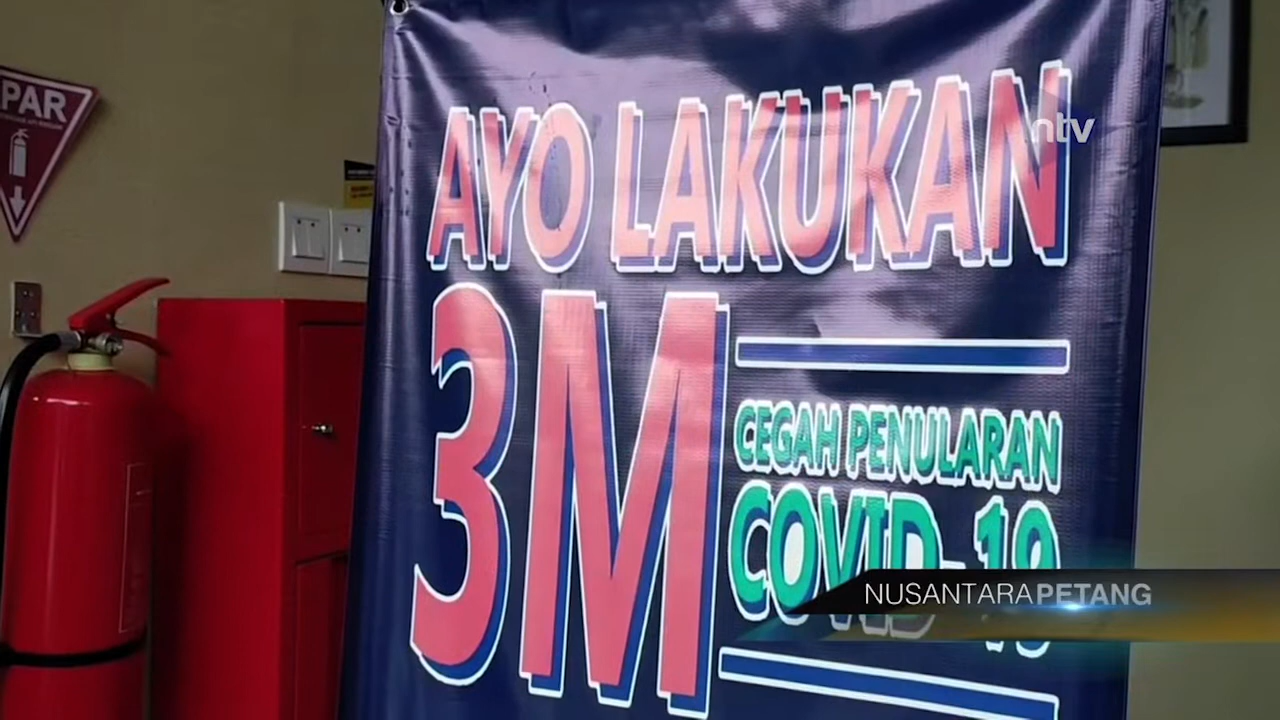 PAR
AYO LAKUKAN
ntv
3M
CEGAH PENULARAN
COVID-19
NUSANTARA PETANG